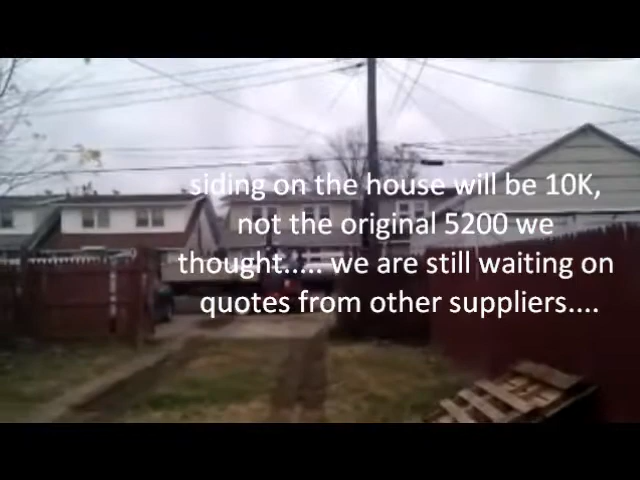 siding on the house will be 10K,
not the original 5200 we
thought..... we are still waiting on
quotes from other suppliers....